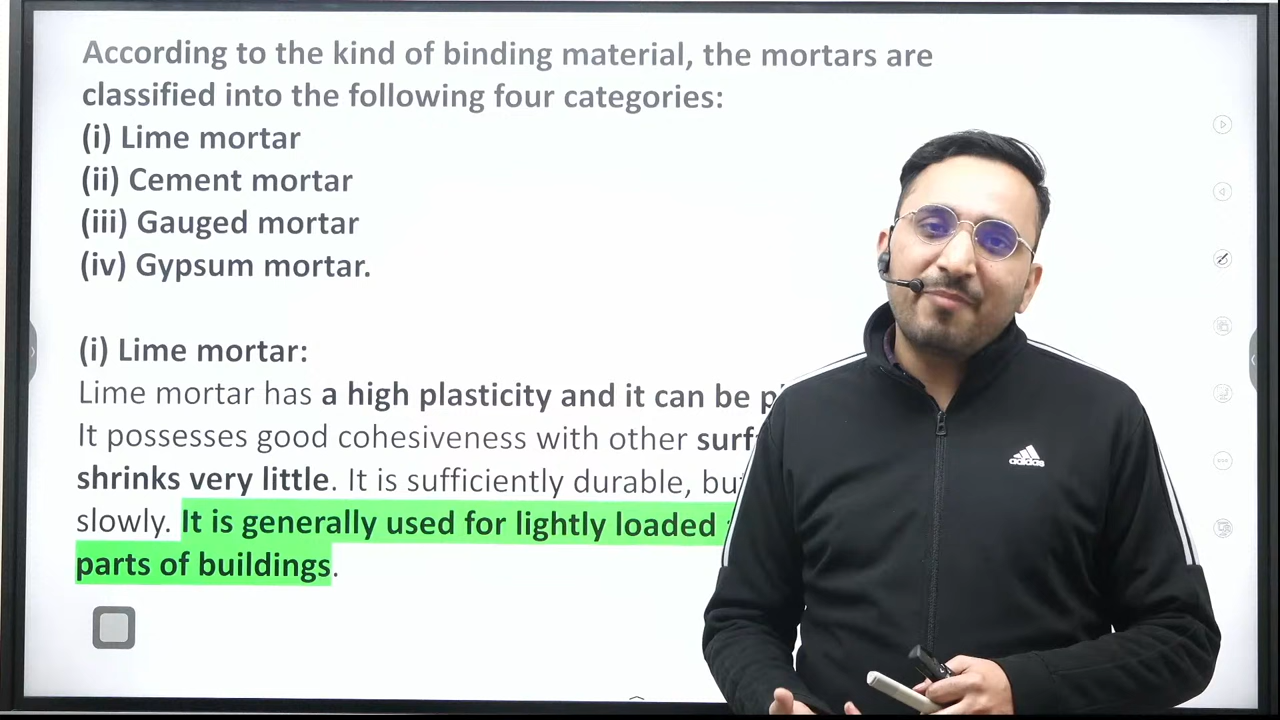 According to the kind of binding material, the mortars are
classified into the following four categories:
(i) Lime mortar
(ii) Cement mortar
(iii) Gauged mortar
(iv) Gypsum mortar.
(i) Lime mortar:
Lime mortar has a high plasticity and it can be
It possesses good cohesiveness with other
shrinks very little. It is sufficiently durable,
slowly. It is generally used for lightly loaded
parts of buildings.
adidas